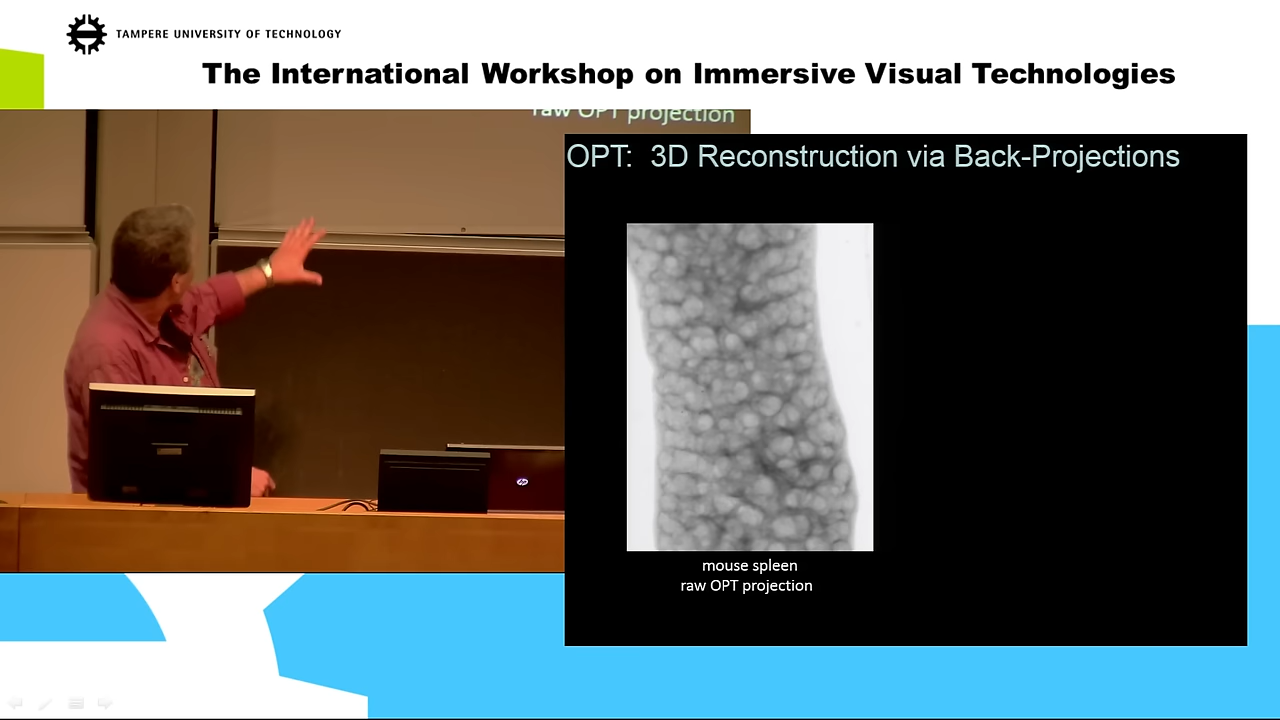 TAMPERE UNIVERSITY OF TECHNOLOGY
The International Workshop on Immersive Visual Technologies
raw OPT projection
OPT: 3D Reconstruction via Back-Projections
mouse spleen
raw OPT projection
hp